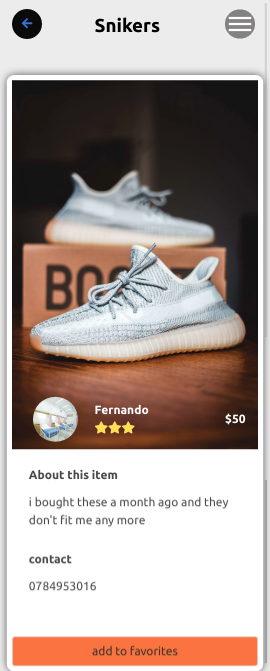 Snikers
BOO
Fernando
$50
About this item
i bought these a month ago and they
don't fit me any more
contact
0784953016
add to favorites